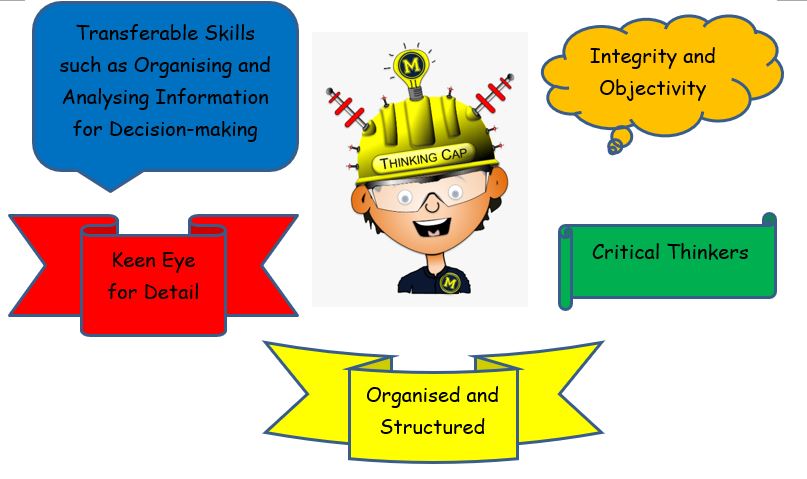 Transferable Skills
such as Organising and
Analysing Information
for Decision-making
Integrity and
Objectivity
M
THINKING CAP
M
Keen Eye
for Detail
Critical Thinkers
Organised and
Structured